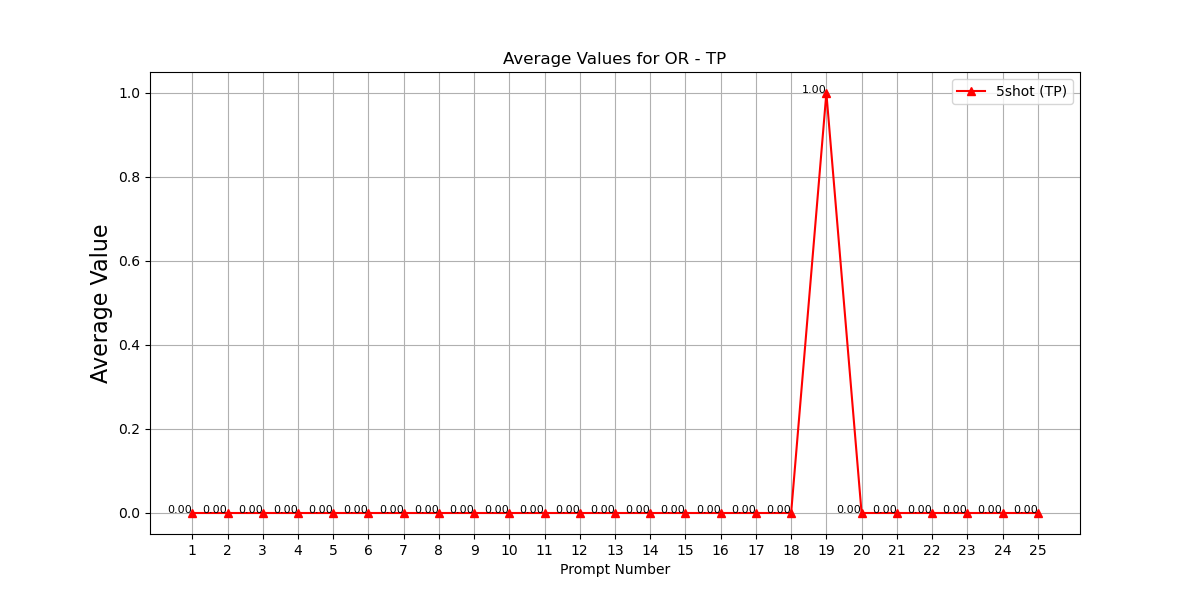 Average Values for OR - TP
5shot (TP)
Average Value
1.0
0.8
0.6
0.4
0.2
0.0
1.00
0.00 0.00 0.00 0.00 0.00 0.00 0.00 0.00 0.00 0.00 0.00 0.00 0.00 0.00 0.00 0.00 0.00 0.00 0.00 0.00 0.00 0.00 0.00 0.00
1 2 3 4 5 6 7 8 9 10 11 12 13 14 15 16 17 18 19 20 21 22 23 24 25
Prompt Number